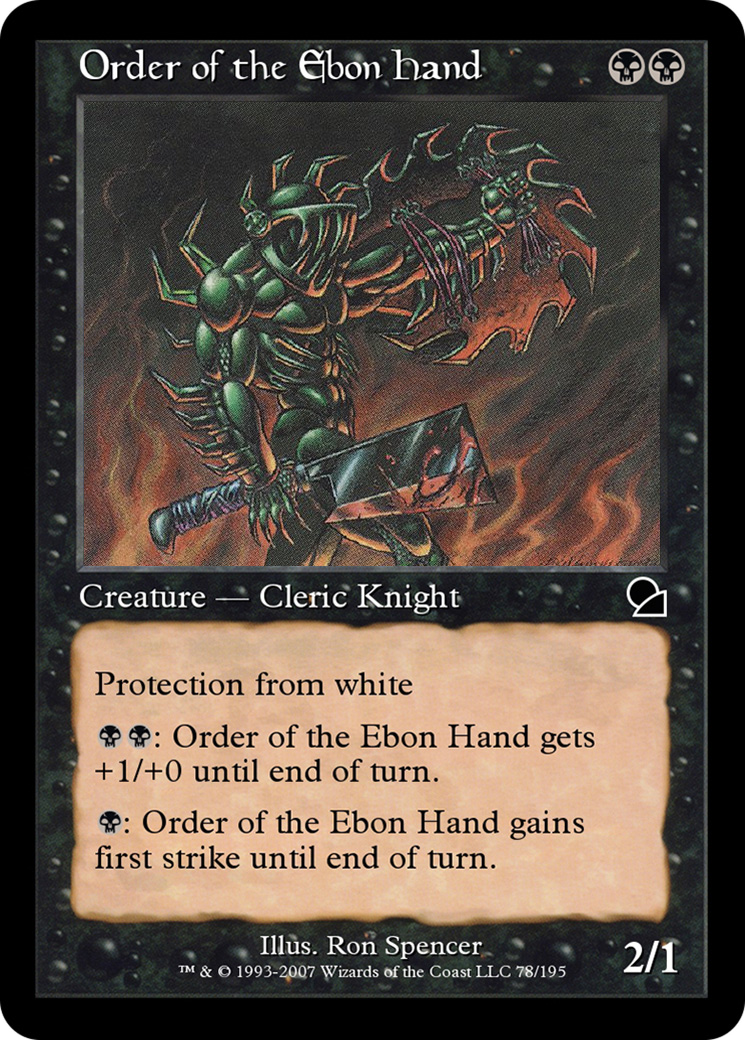 Order of the Ebon Hand
Creature — Cleric Knight
Protection from white
: Order of the Ebon Hand gets
+1/+0 until end of turn.
: Order of the Ebon Hand gains
first strike until end of turn.
Illus. Ron Spencer
™ & © 1993-2007 Wizards of the Coast LLC 78/195
2/1